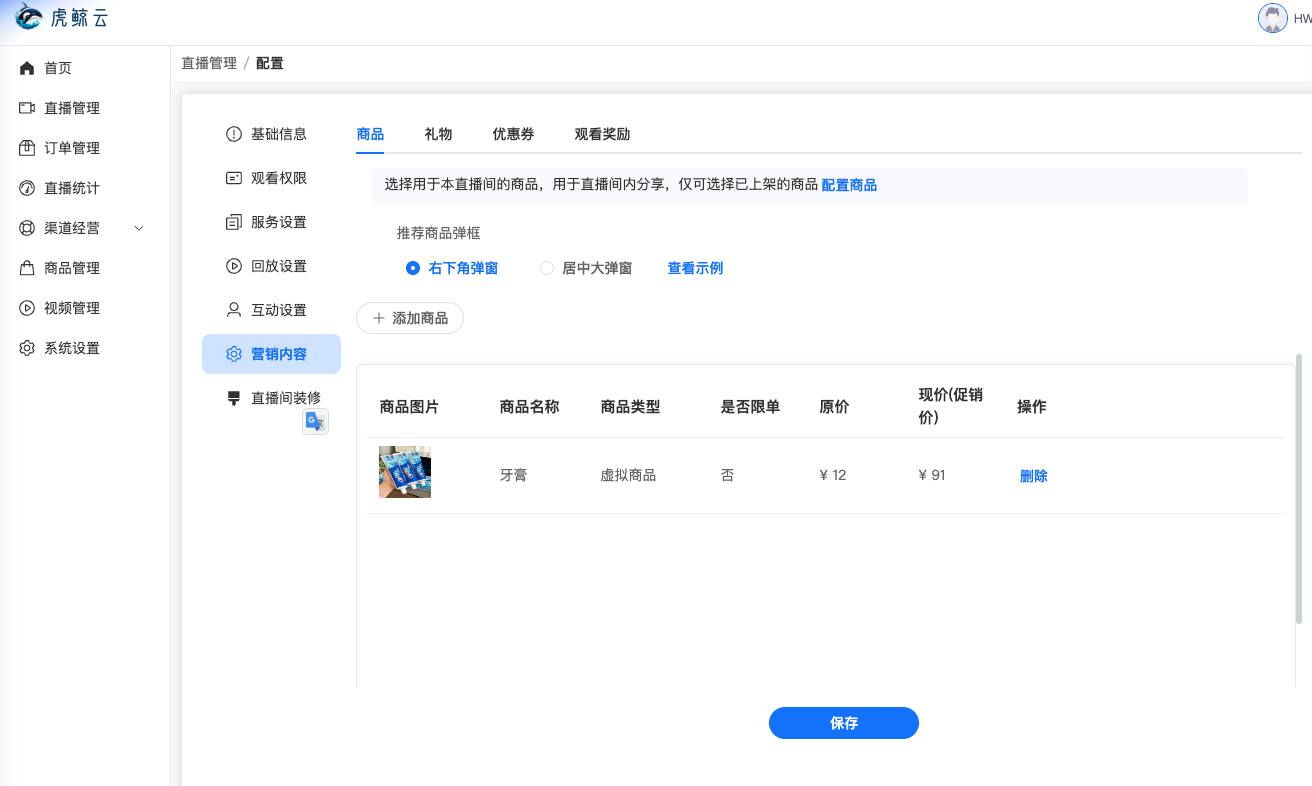 虎鲸云
HW
首页
直播管理
订单管理
直播统计
渠道经营
商品管理
视频管理
系统设置
直播管理 / 配置
基础信息
观看权限
服务设置
回放设置
互动设置
营销内容
直播间装修
商品 礼物 优惠券 观看奖励
选择用于本直播间的商品，用于直播间内分享，仅可选择已上架的商品 配置商品
推荐商品弹框
右下角弹窗 居中大弹窗 查看示例
添加商品
商品图片 商品名称 商品类型 是否限单 原价 现价(促销价) 操作
牙膏 虚拟商品 否 ¥ 12 ¥ 91 删除
保存